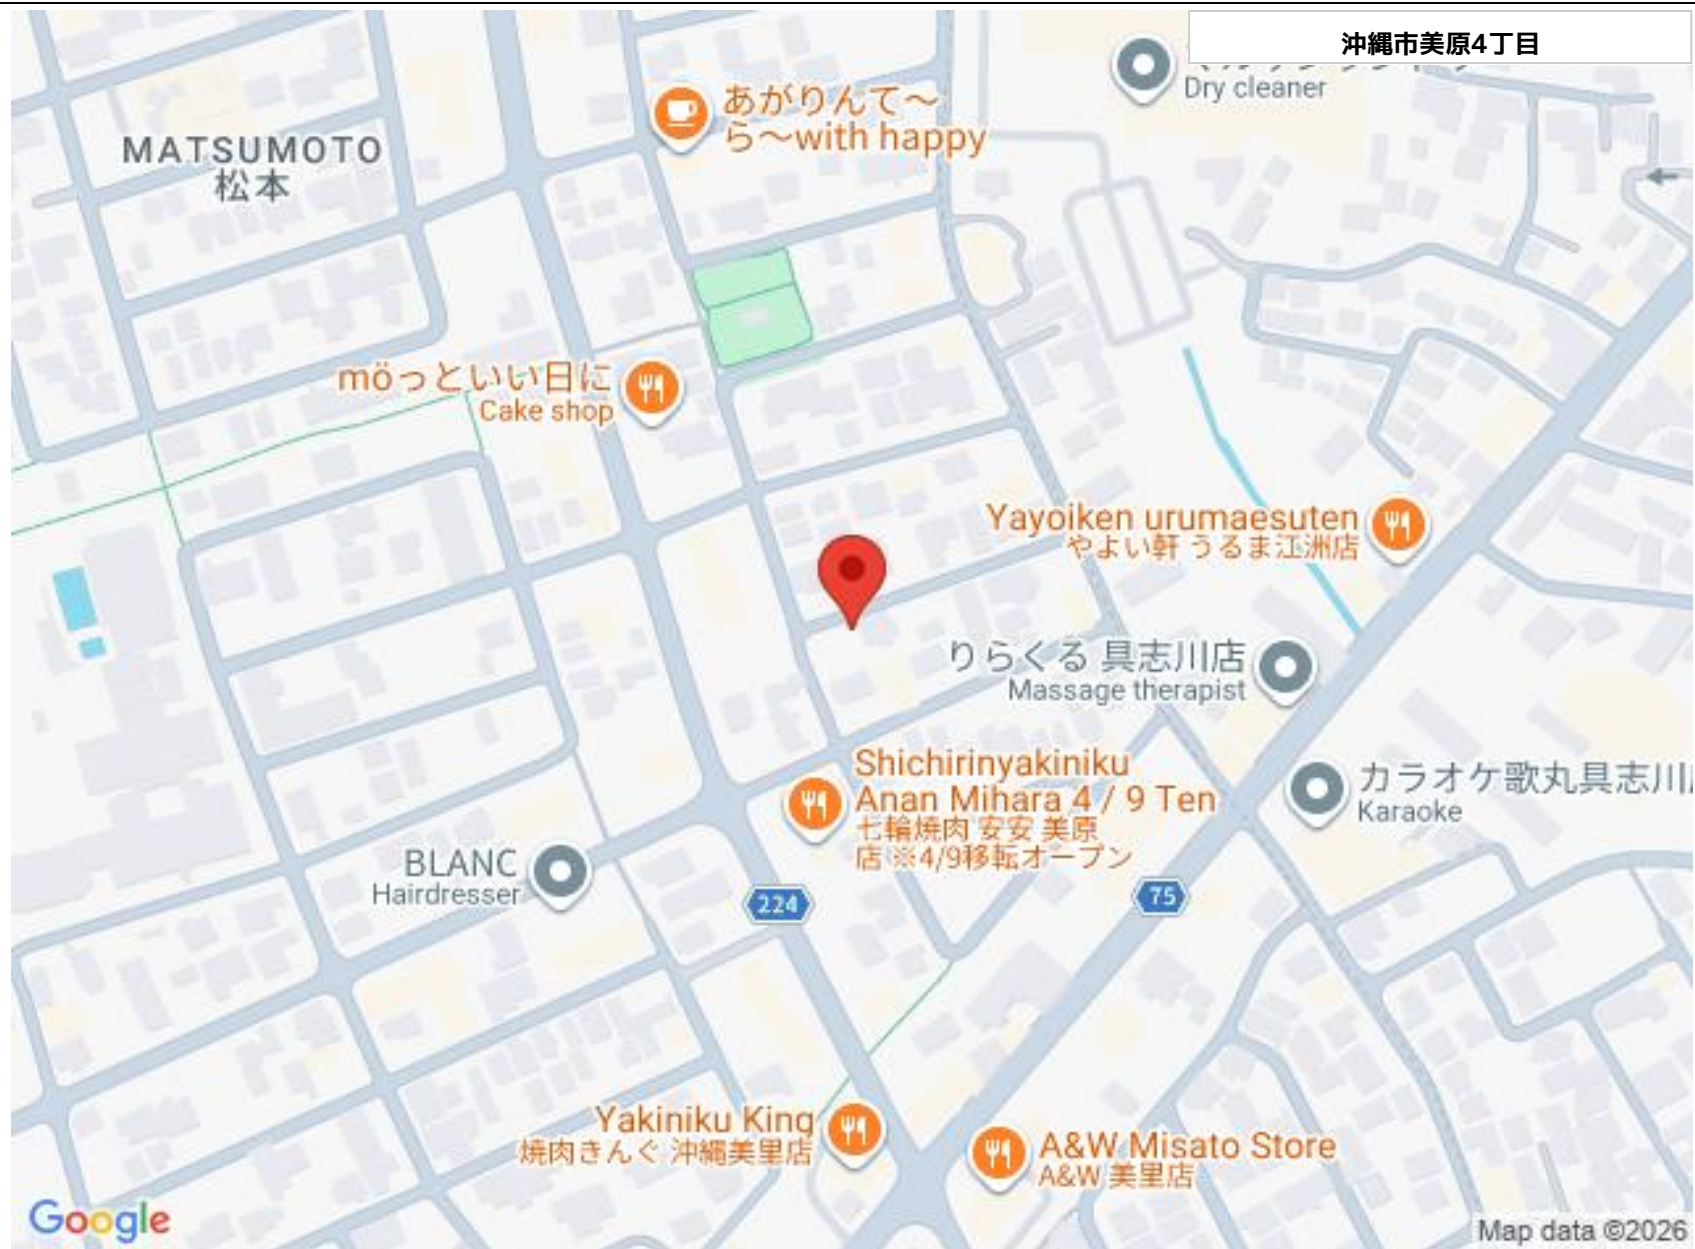 沖縄市美原4丁目
Dry cleaner
あがりんて〜
ら〜with happy
MATSUMOTO
松本
möっといい日に
Cake shop
Yayoiken urumaesuten
やよい軒 うるま江洲店
りらくる 具志川店
Massage therapist
Shichirinyakiniku
Anan Mihara 4 / 9 Ten
七輪焼肉 安安 美原
店 ※4/9移転オープン
カラオケ歌丸具志川
Karaoke
BLANC
Hairdresser
224
75
Yakiniku King
焼肉きんぐ 沖縄美里店
A&W Misato Store
A&W 美里店
Google
Map data ©2026